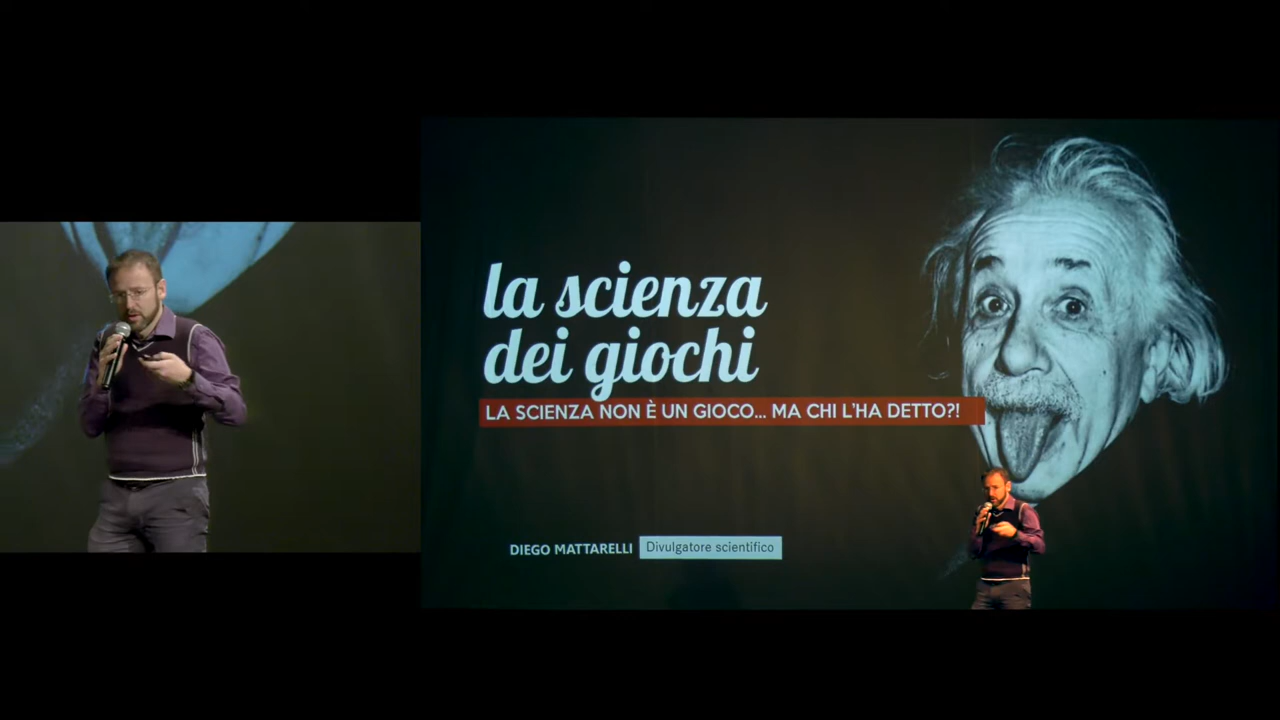 la scienza
dei giochi
LA SCIENZA NON È UN GIOCO... MA CHI L'HA DETTO?!
DIEGO MATTARELLI Divulgatore scientifico